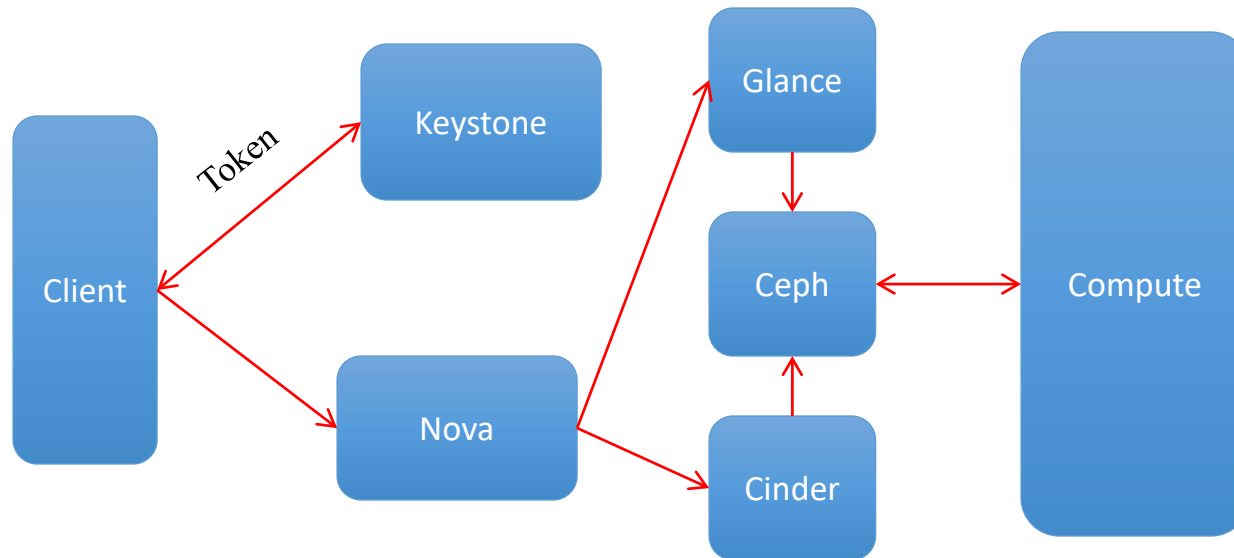 Client
Token
Keystone
Nova
Glance
Ceph
Cinder
Compute